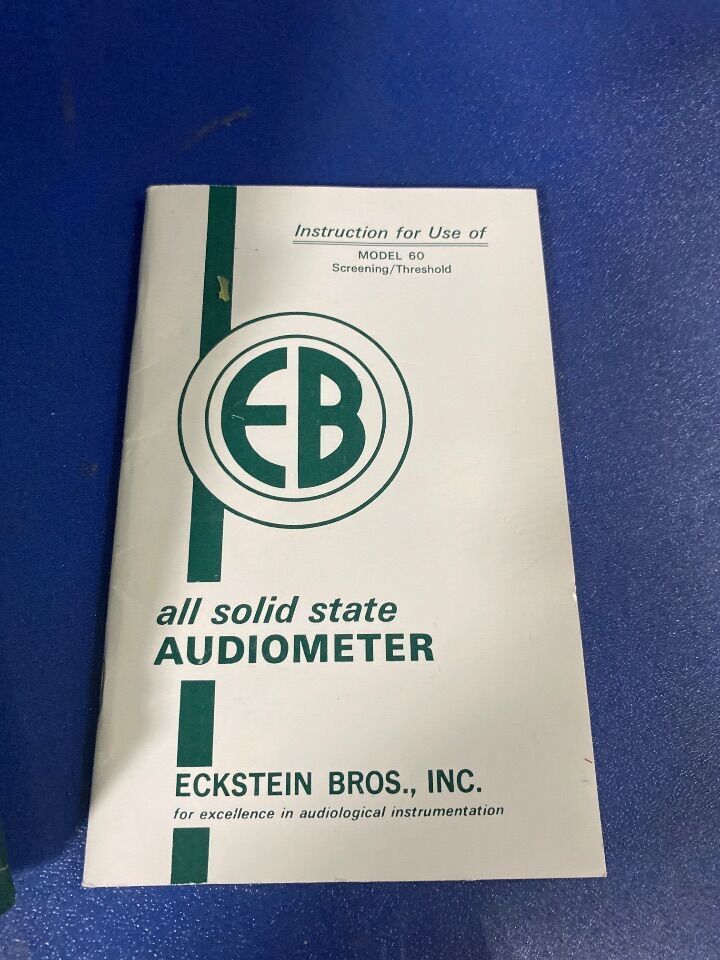 Instruction for Use of
MODEL 60
Screening/Threshold
EB
all solid state
AUDIOMETER
ECKSTEIN BROS., INC.
for excellence in audiological instrumentation